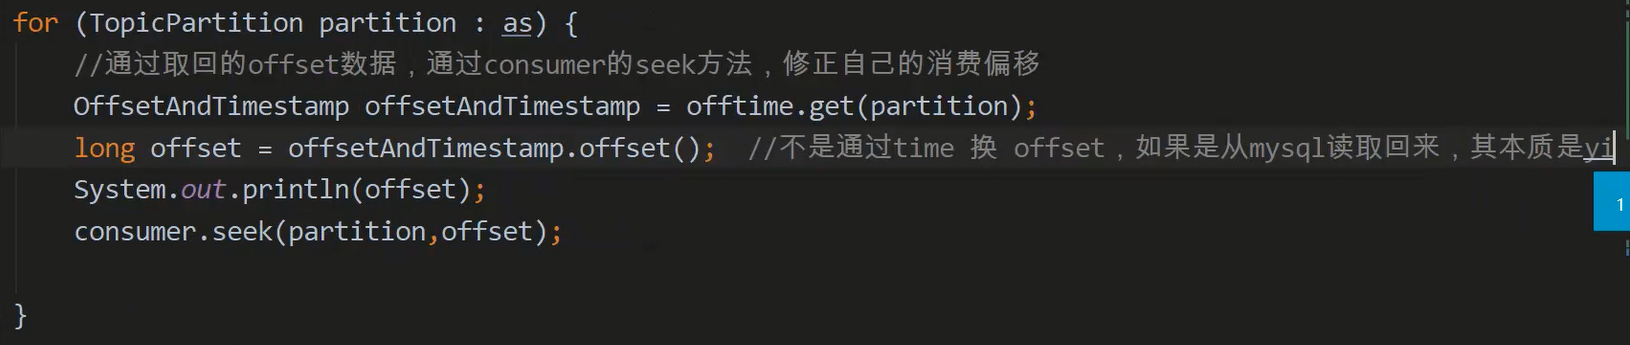 for (TopicPartition partition : as) {
//通过取回的offset数据，通过consumer的seek方法，修正自己的消费偏移
OffsetAndTimestamp offsetAndTimestamp = offtime.get(partition);
long offset = offsetAndTimestamp.offset(); //不是通过time 换 offset，如果是从mysql读取回来，其本质是yi
1
System.out.println(offset);
consumer.seek(partition,offset);
}